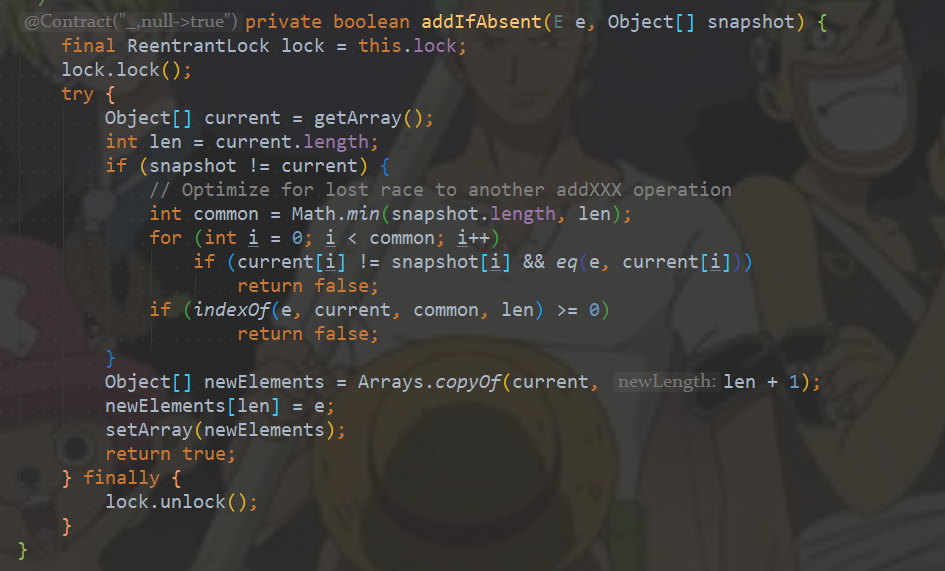 @Contract("_,null->true") private boolean addIfAbsent(E e, Object[] snapshot) {
final ReentrantLock lock = this.lock;
lock.lock();
try {
Object[] current = getArray();
int len = current.length;
if (snapshot != current) {
// Optimize for lost race to another addXXX operation
int common = Math.min(snapshot.length, len);
for (int i = 0; i < common; i++)
if (current[i] != snapshot[i] && eq(e, current[i]))
return false;
if (indexOf(e, current, common, len) >= 0)
return false;
}
Object[] newElements = Arrays.copyOf(current, newLength: len + 1);
newElements[len] = e;
setArray(newElements);
return true;
} finally {
lock.unlock();
}
}